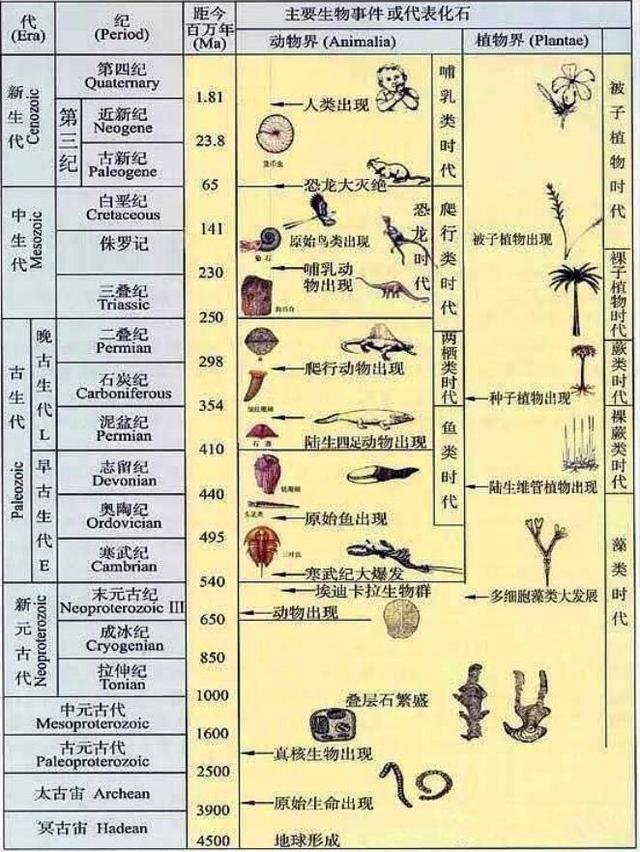 代
(Era)
纪
(Period)
距今
百万年
(Ma)
主要生物事件或代表化石
动物界 (Animalia)
植物界 (Plantae)
新生代
Cenozoic
第三纪
第四纪
Quaternary
近新纪
Neogene
古新纪
Paleogene
1.81
23.8
65
人类出现
货币虫
恐龙大灭绝
哺乳类时代
被子植物时代
中生代
Mesozoic
白垩纪
Cretaceous
侏罗记
三叠纪
Triassic
141
230
250
菊石
原始鸟类出现
哺乳动
物出现
海百合
恐龙时代
爬行类时代
被子植物出现
裸子植物时代
古生代
Paleozoic
晚古生代 L
早古生代 E
二叠纪
Permian
石炭纪
Carboniferous
泥盆纪
Permian
志留纪
Devonian
奥陶纪
Ordovician
寒武纪
Cambrian
298
354
410
440
495
540
爬行动物出现
陆生四足动物出现
石燕
头足类
原始鱼出现
三叶虫
寒武纪大爆发
两栖类时代
鱼类时代
种子植物出现
陆生维管植物出现
蕨类时代
裸蕨类时代
藻类时代
新元古代
Neoproterozoic
末元古纪
Neoproterozoic III
成冰纪
Cryogenian
拉伸纪
Tonian
650
850
1000
埃迪卡拉生物群
动物出现
多细胞藻类大发展
中元古代
Mesoproterozoic
1600
叠层石繁盛
古元古代
Paleoproterozoic
2500
真核生物出现
太古宙 Archean
3900
原始生命出现
冥古宙 Hadean
4500
地球形成